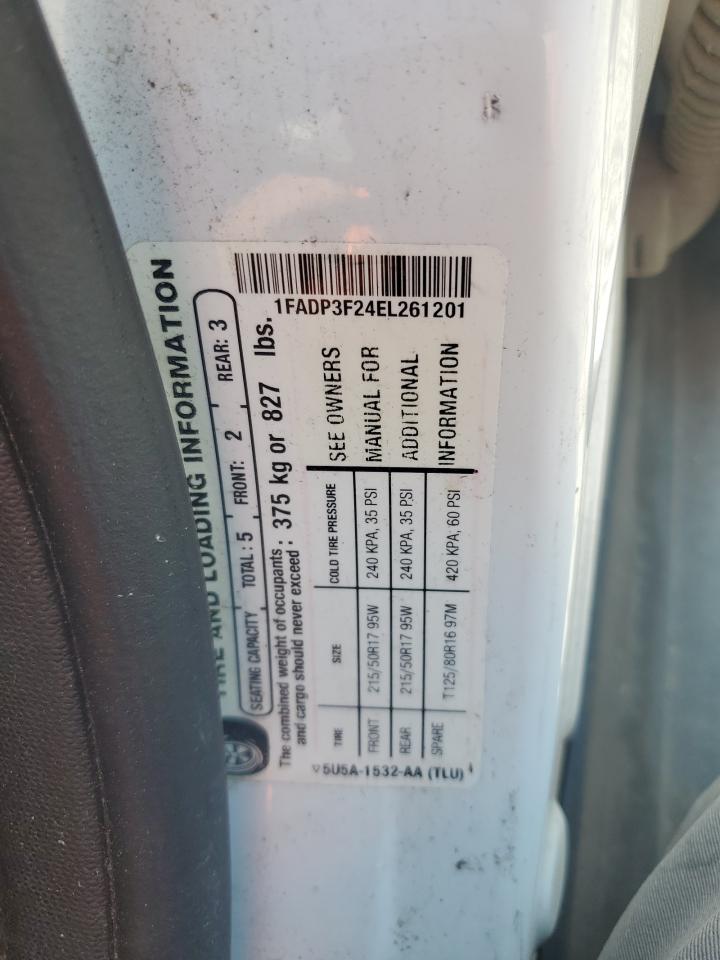 TIRE AND LOADING INFORMATION
SEATING CAPACITY TOTAL: 5 FRONT: 2 REAR: 3
The combined weight of occupants and cargo should never exceed: 375 kg or 827 lbs.
TIRE SIZE COLD TIRE PRESSURE
FRONT 215/50R17 95W 240 KPA, 35 PSI
REAR 215/50R17 95W 240 KPA, 35 PSI
SPARE T125/80R16 97M 420 KPA, 60 PSI
SEE OWNERS
MANUAL FOR
ADDITIONAL
INFORMATION
5U5A-1532-AA (TLU)
1FADP3F24EL261201